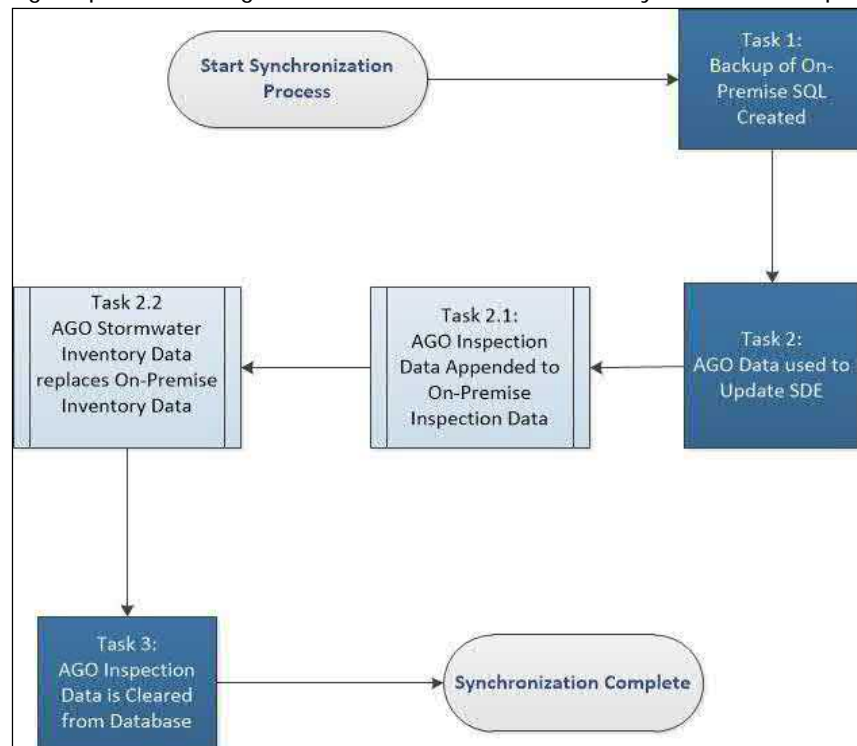 Start Synchronization
Process
Task 1:
Backup of On-
Premise SQL
Created
Task 2:
AGO Data used to
Update SDE
Task 2.1:
AGO Inspection
Data Appended to
On-Premise
Inspection Data
Task 2.2
AGO Stormwater
Inventory Data
replaces On-Premise
Inventory Data
Task 3:
AGO Inspection
Data is Cleared
from Database
Synchronization Complete